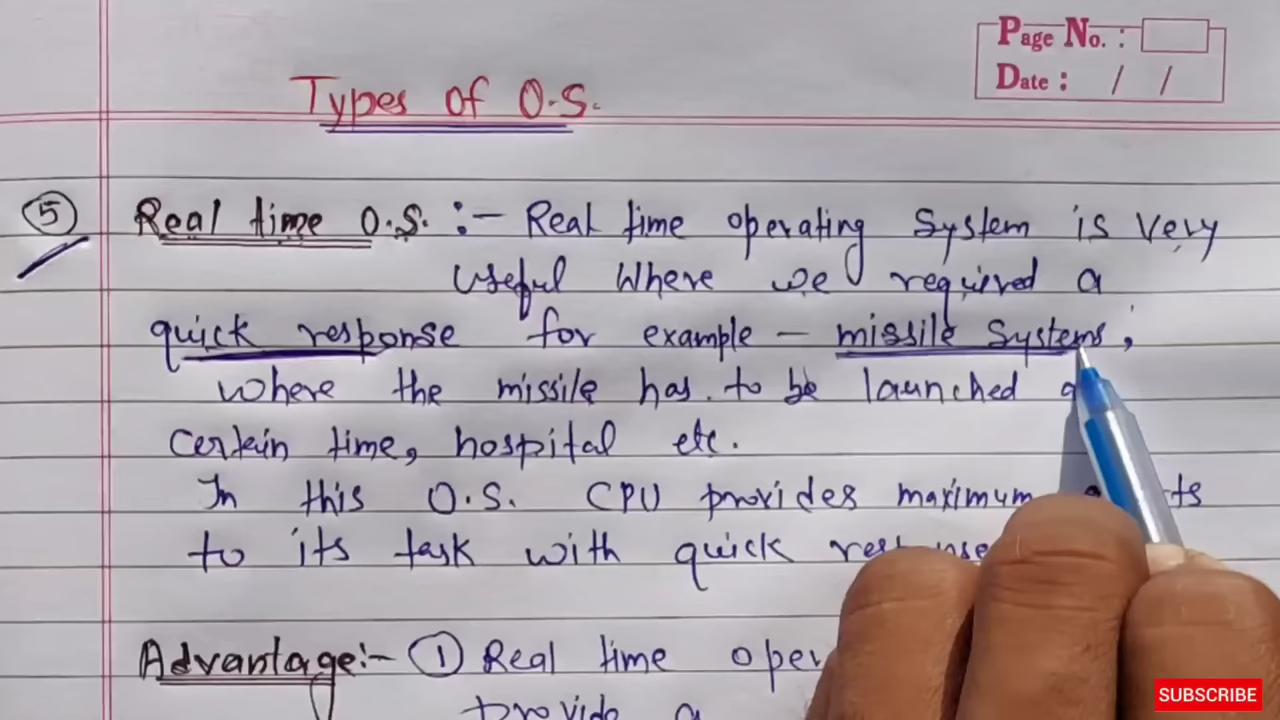 Page No. :
Date : / /
Types of O.S.
5 Real time O.S. :- Real time operating System is very
useful where we required a
quick response for example - missile Systems,
where the missile has to be launched
certain time, hospital etc.
In this O.S. CPU provides maximum
to its task with quick response
Advantage:- 1 Real time
provide a
SUBSCRIBE